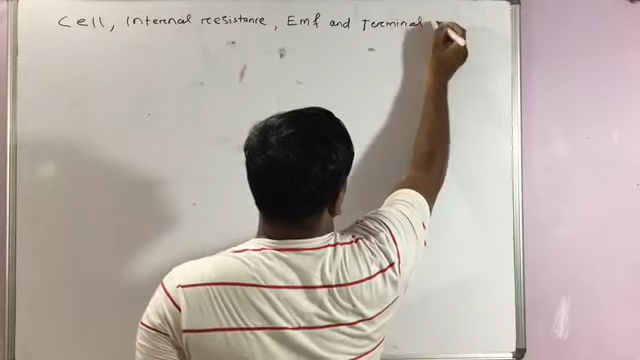 Cell, Internal resistance, Emf and Terminal